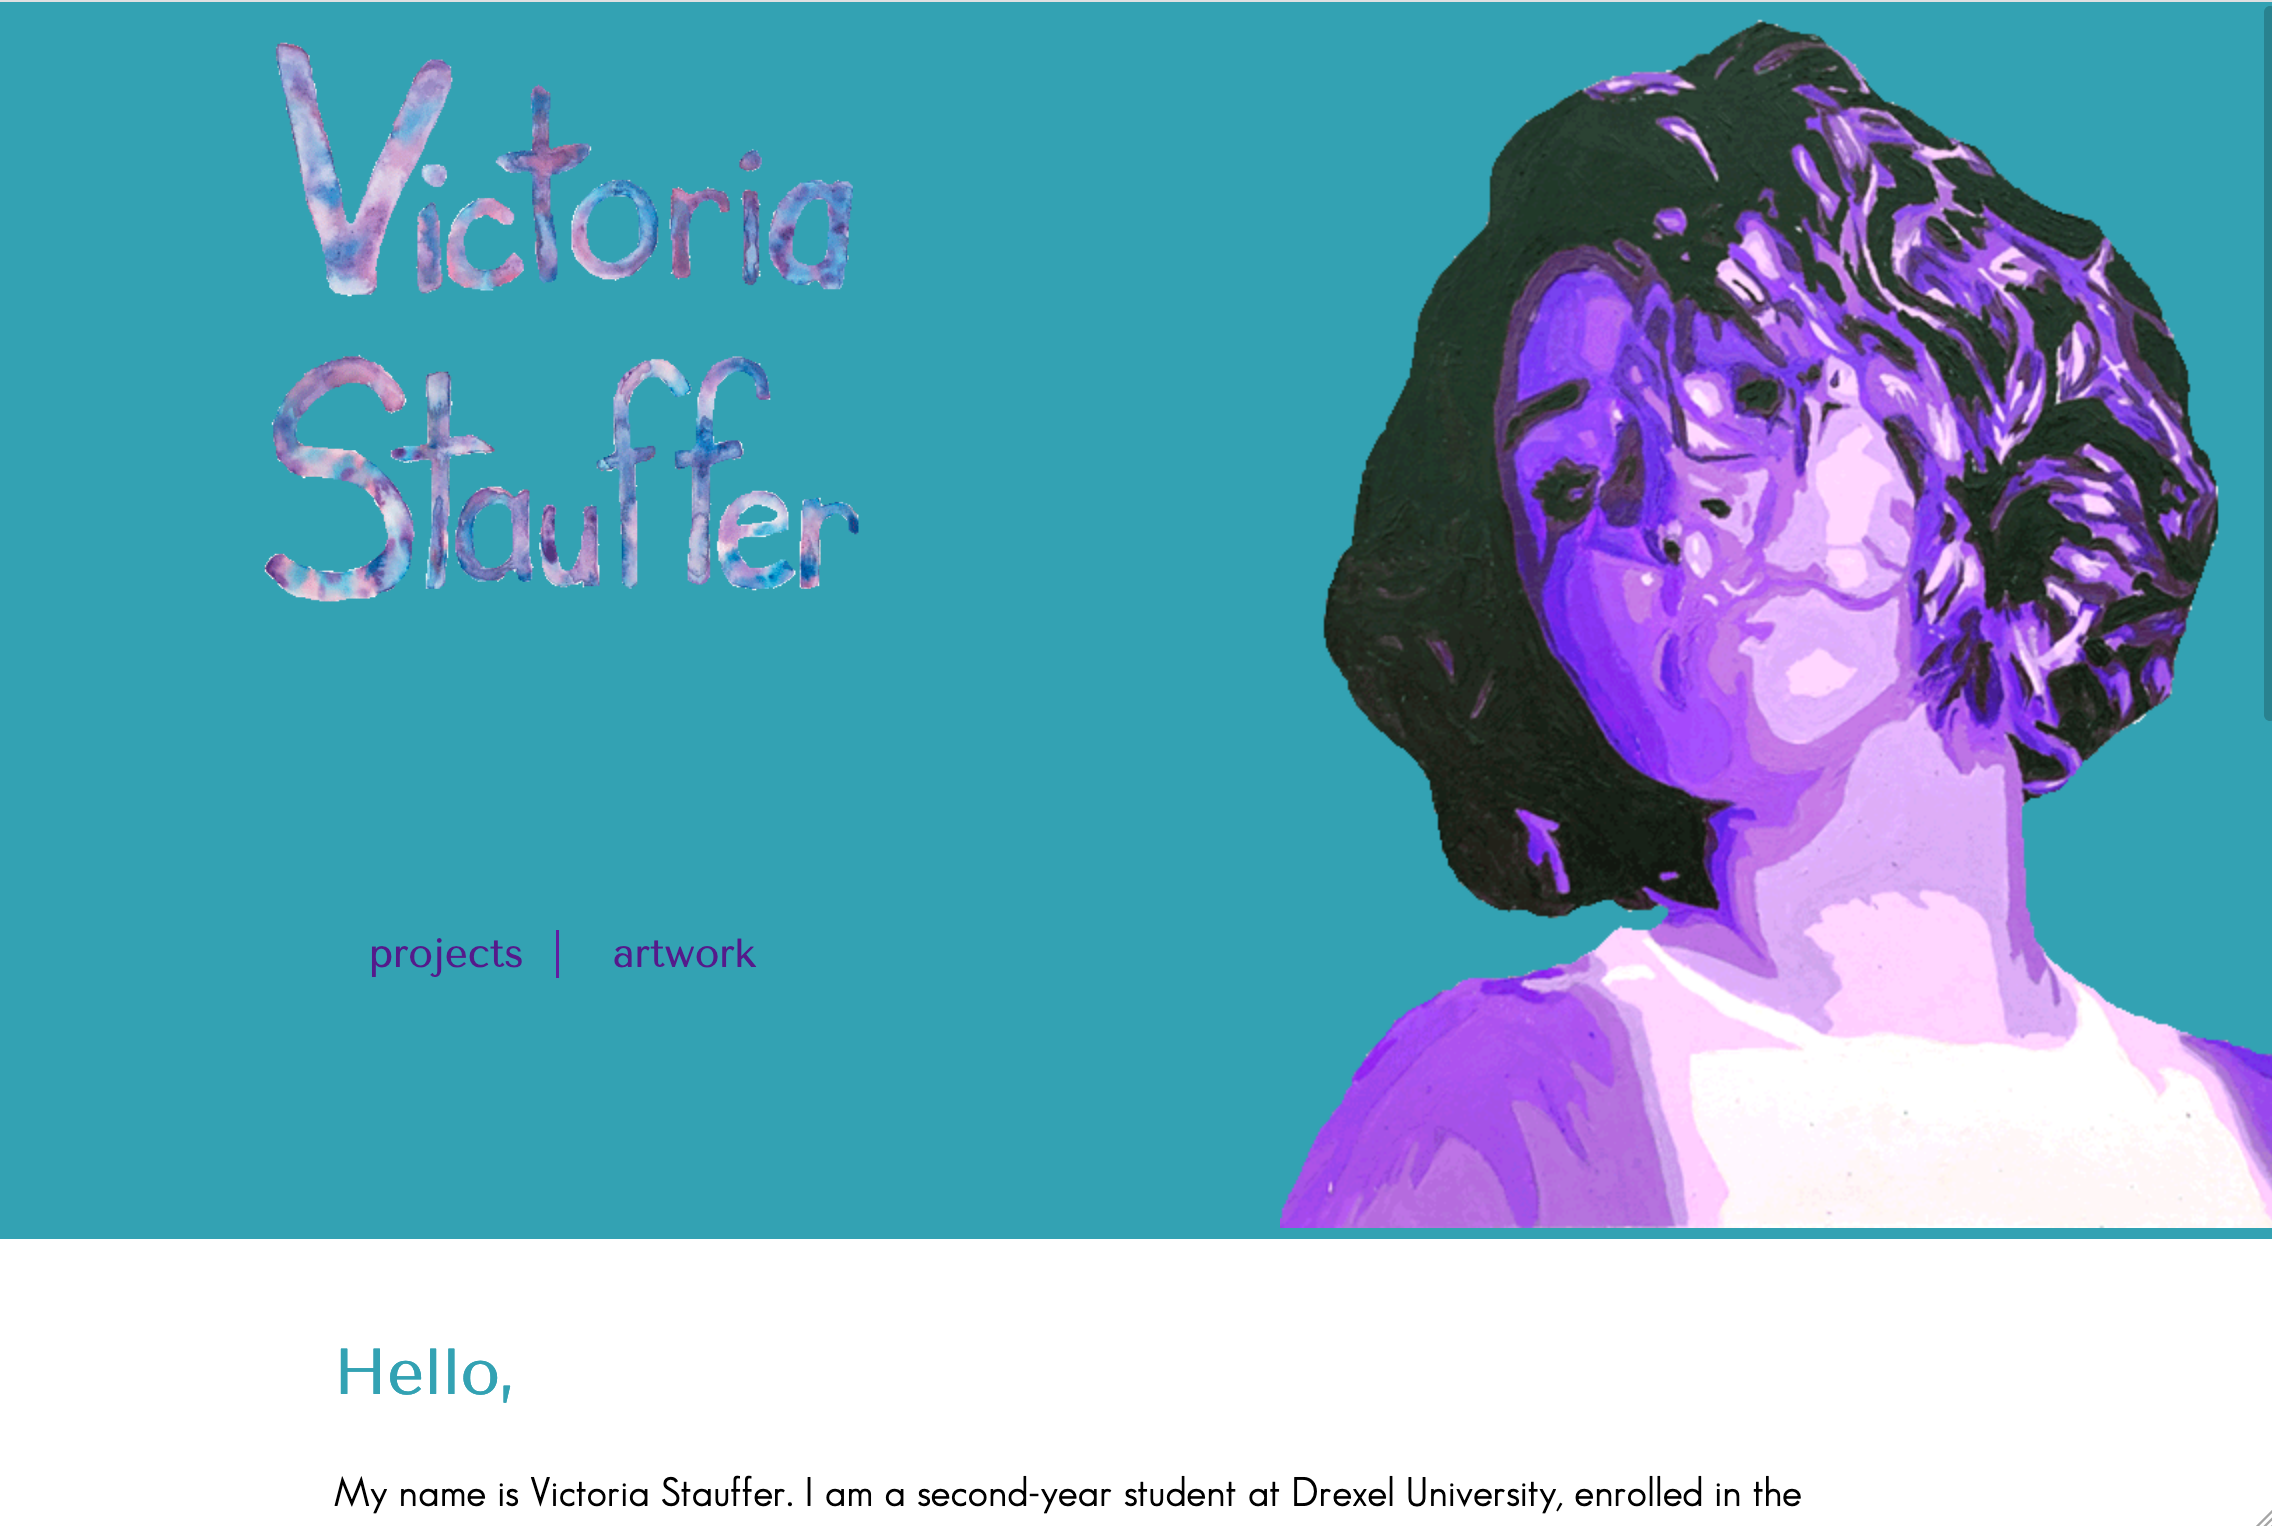 Victoria
Stauffer
projects | artwork
Hello,
My name is Victoria Stauffer. I am a second-year student at Drexel University, enrolled in the